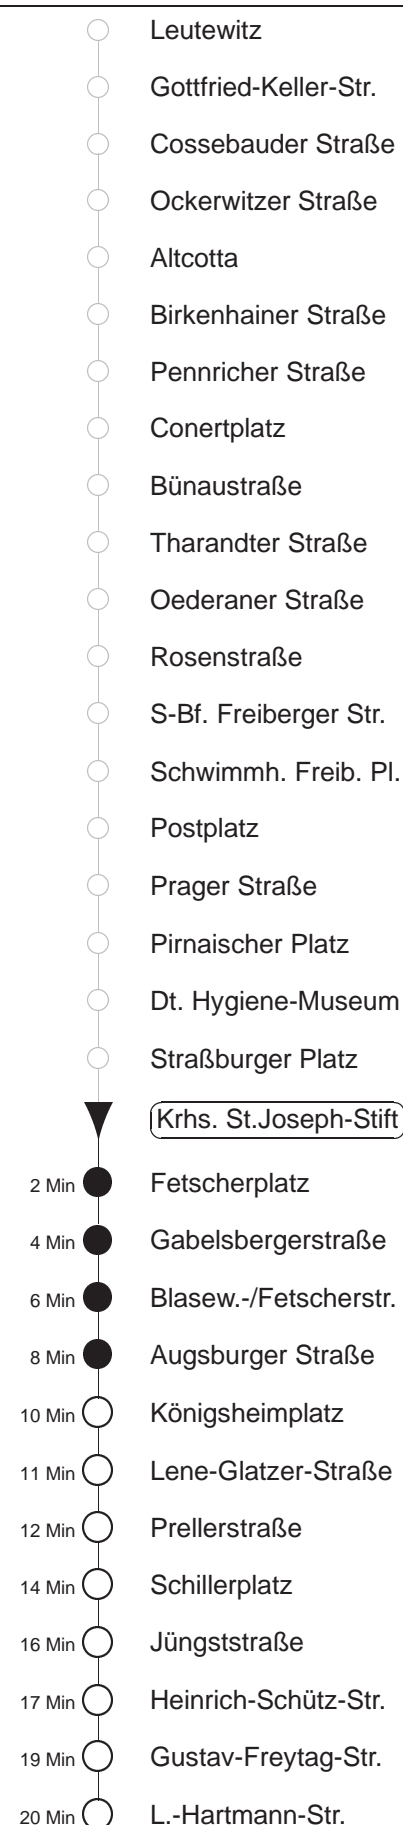 Leutewitz
Gottfried-Keller-Str.
Cossebauder Straße
Ockerwitzer Straße
Altcotta
Birkenhainer Straße
Pennricher Straße
Conertplatz
Bünaustraße
Tharandter Straße
Oederaner Straße
Rosenstraße
S-Bf. Freiberger Str.
Schwimmh. Freib. Pl.
Postplatz
Prager Straße
Pirnaischer Platz
Dt. Hygiene-Museum
Straßburger Platz
Krhs. St.Joseph-Stift
2 Min Fetscherplatz
4 Min Gabelsbergerstraße
6 Min Blasew.-/Fetscherstr.
8 Min Augsburger Straße
10 Min Königsheimplatz
11 Min Lene-Glatzer-Straße
12 Min Prellerstraße
14 Min Schillerplatz
16 Min Jüngststraße
17 Min Heinrich-Schütz-Str.
19 Min Gustav-Freytag-Str.
20 Min L.-Hartmann-Str.